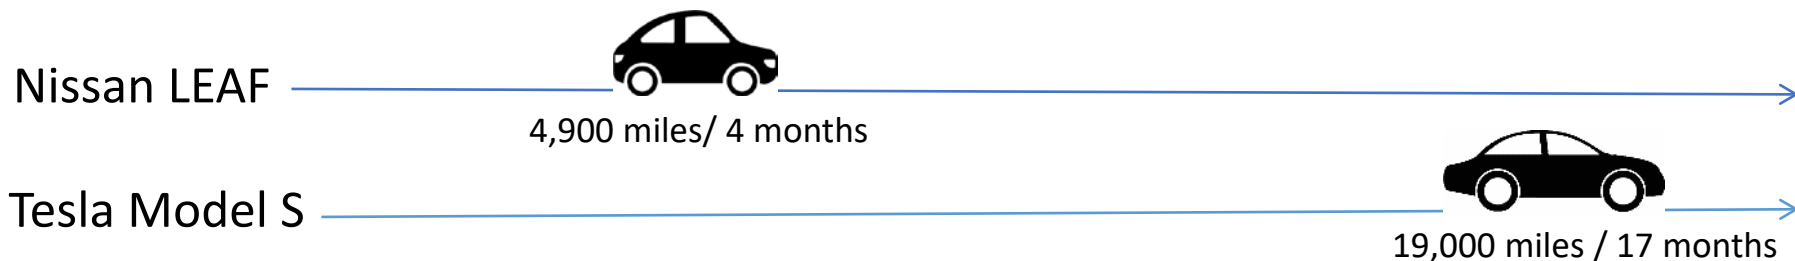 Nissan LEAF
4,900 miles/ 4 months
Tesla Model S
19,000 miles / 17 months